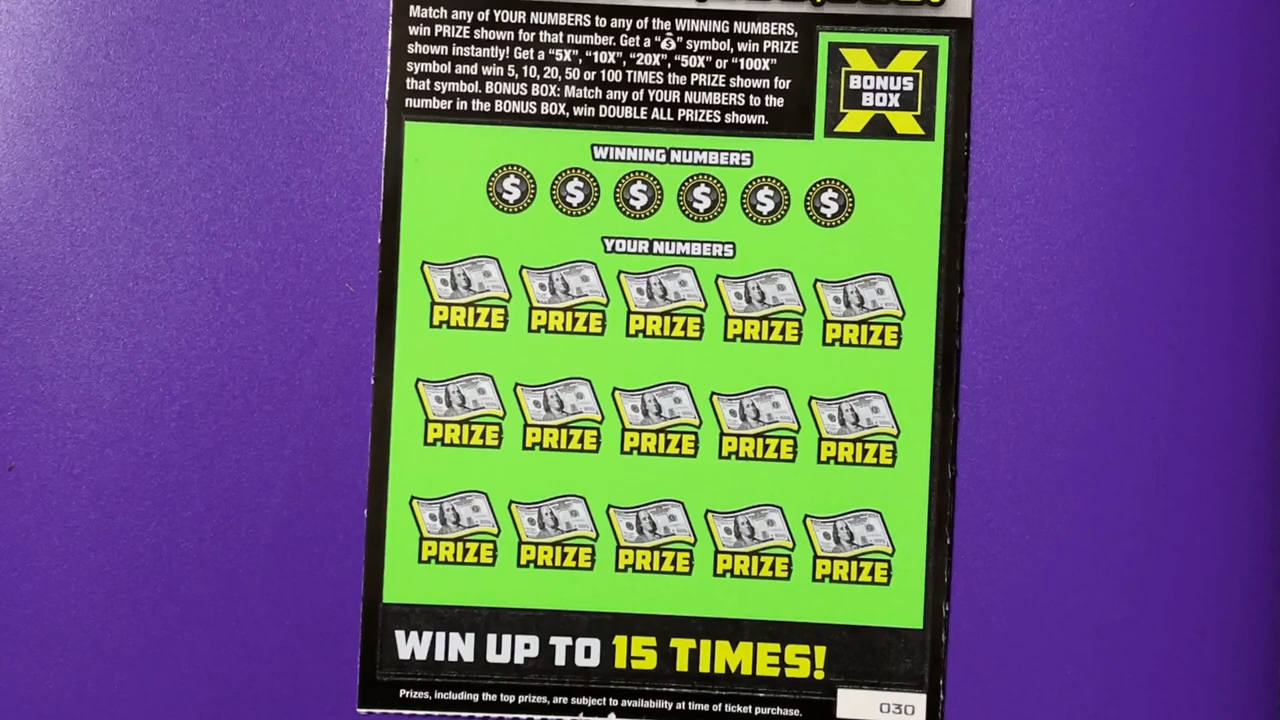 Match any of YOUR NUMBERS to any of the WINNING NUMBERS,
win PRIZE shown for that number. Get a "$" symbol, win PRIZE
shown instantly! Get a "5X", "10X", "20X", "50X" or "100X"
symbol and win 5, 10, 20, 50 or 100 TIMES the PRIZE shown for
that symbol. BONUS BOX: Match any of YOUR NUMBERS to the
number in the BONUS BOX, win DOUBLE ALL PRIZES shown.
BONUS
BOX
WINNING NUMBERS
$ $ $ $ $ $
YOUR NUMBERS
PRIZE PRIZE PRIZE PRIZE PRIZE
PRIZE PRIZE PRIZE PRIZE PRIZE
PRIZE PRIZE PRIZE PRIZE PRIZE
WIN UP TO 15 TIMES!
Prizes, including the top prizes, are subject to availability at time of ticket purchase.
030